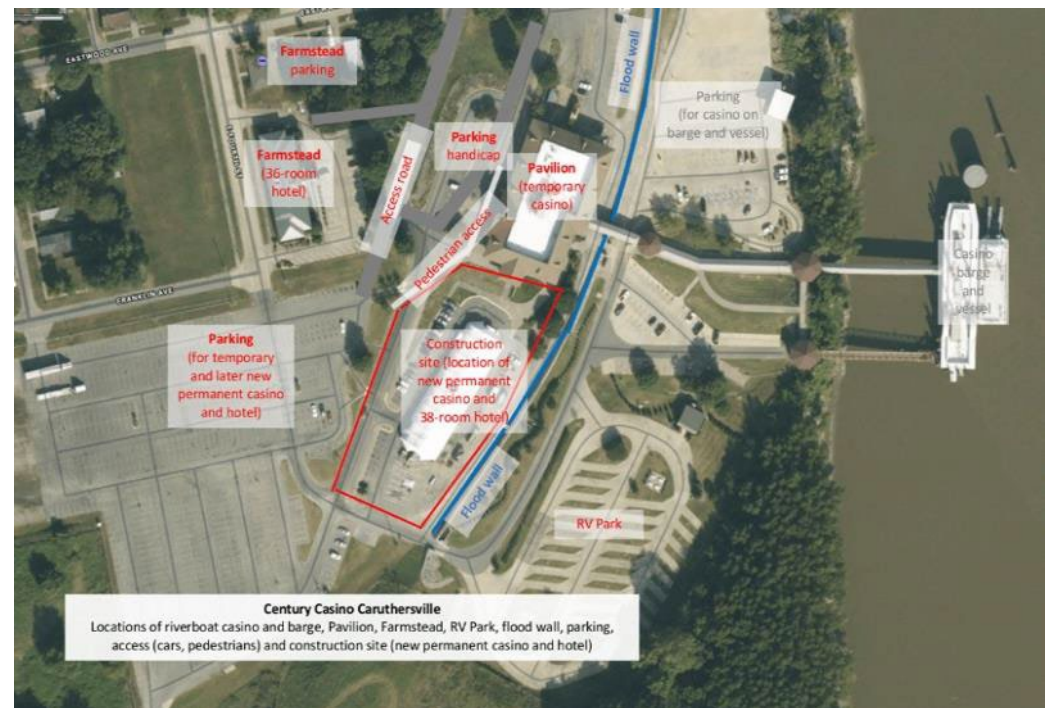 EASTWOOD AVE
Farmstead
parking
Flood wall
Parking
(for casino on
barge and vessel)
Parking
handicap
Farmstead
(36-room
hotel)
Access road
Pavilion
(temporary
casino)
Pedestrian access
Casino
barge
and
vessel
FRANKLIN AVE
Parking
(for temporary
and later new
permanent casino
and hotel)
Construction
site (location of
new permanent
casino and
38-room hotel)
Flood wall
RV Park
Century Casino Caruthersville
Locations of riverboat casino and barge, Pavilion, Farmstead, RV Park, flood wall, parking,
access (cars, pedestrians) and construction site (new permanent casino and hotel)